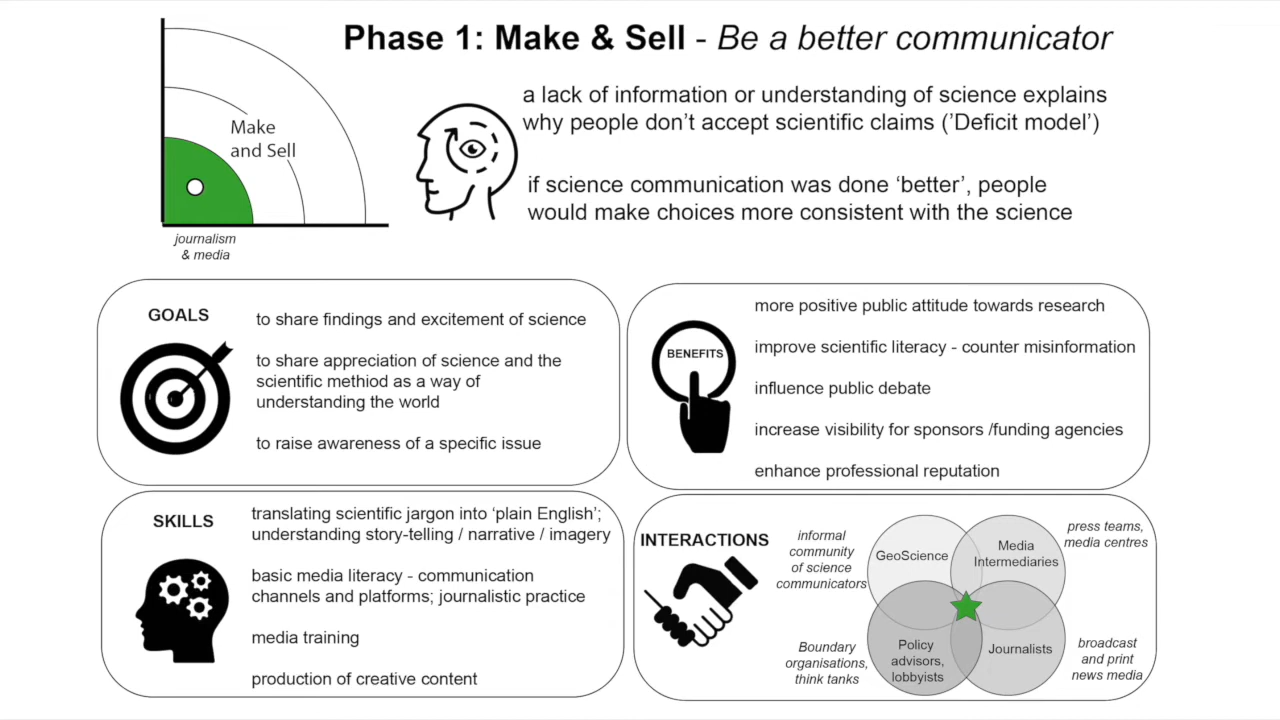 Phase 1: Make & Sell - Be a better communicator
Make
and Sell
journalism
& media
a lack of information or understanding of science explains
why people don't accept scientific claims ('Deficit model')
if science communication was done 'better', people
would make choices more consistent with the science
GOALS
to share findings and excitement of science
to share appreciation of science and the
scientific methiod as a way of
understanding the world
to raise awareness of a specific issue
BENEFITS
more positive public attitude towards research
improve scientific literacy - counter misinformation
influence public debate
increase visibility for sponsors /funding agencies
enhance professional reputation
SKILLS
translating scientific jargon into 'plain English';
understanding story-telling / narrative / imagery
basic media literacy - communication
channels and platforms; journalistic practice
media training
production of creative content
INTERACTIONS
informal
community
of science
communicators
GeoScience
Media
Intermediaries
press teams,
media centres
Boundary
organisations,
think tanks
Policy
advisors,
lobbyists
Journalists
broadcast
and print
news media